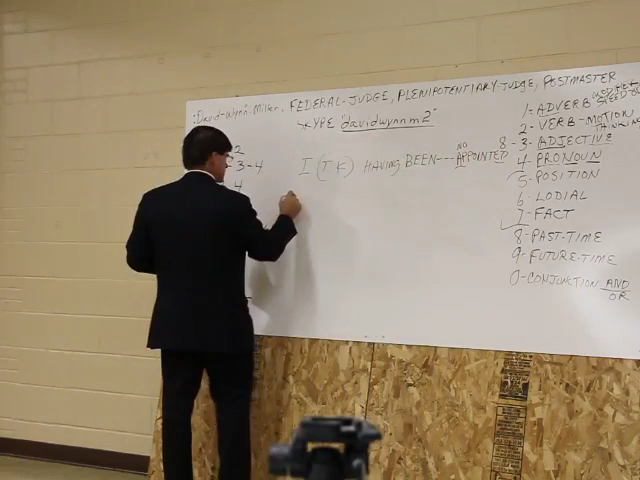 :David-Wynn: Miller, FEDERAL-JUDGE, PLENIPOTENTIARY-JUDGE, POSTMASTER
SKYPE "davidwynnm2"
2
3-4
4
I (T K) HAVING BEEN---APPOINTED
NO
8
1=ADVERB MODIFIER
2-VERB-MOTION THINKING
3-ADJECTIVE
4 PRONOUN
5-POSITION
6-LODIAL
7-FACT
8-PAST-TIME
9-FUTURE-TIME
0-CONJUNCTION AND
OR